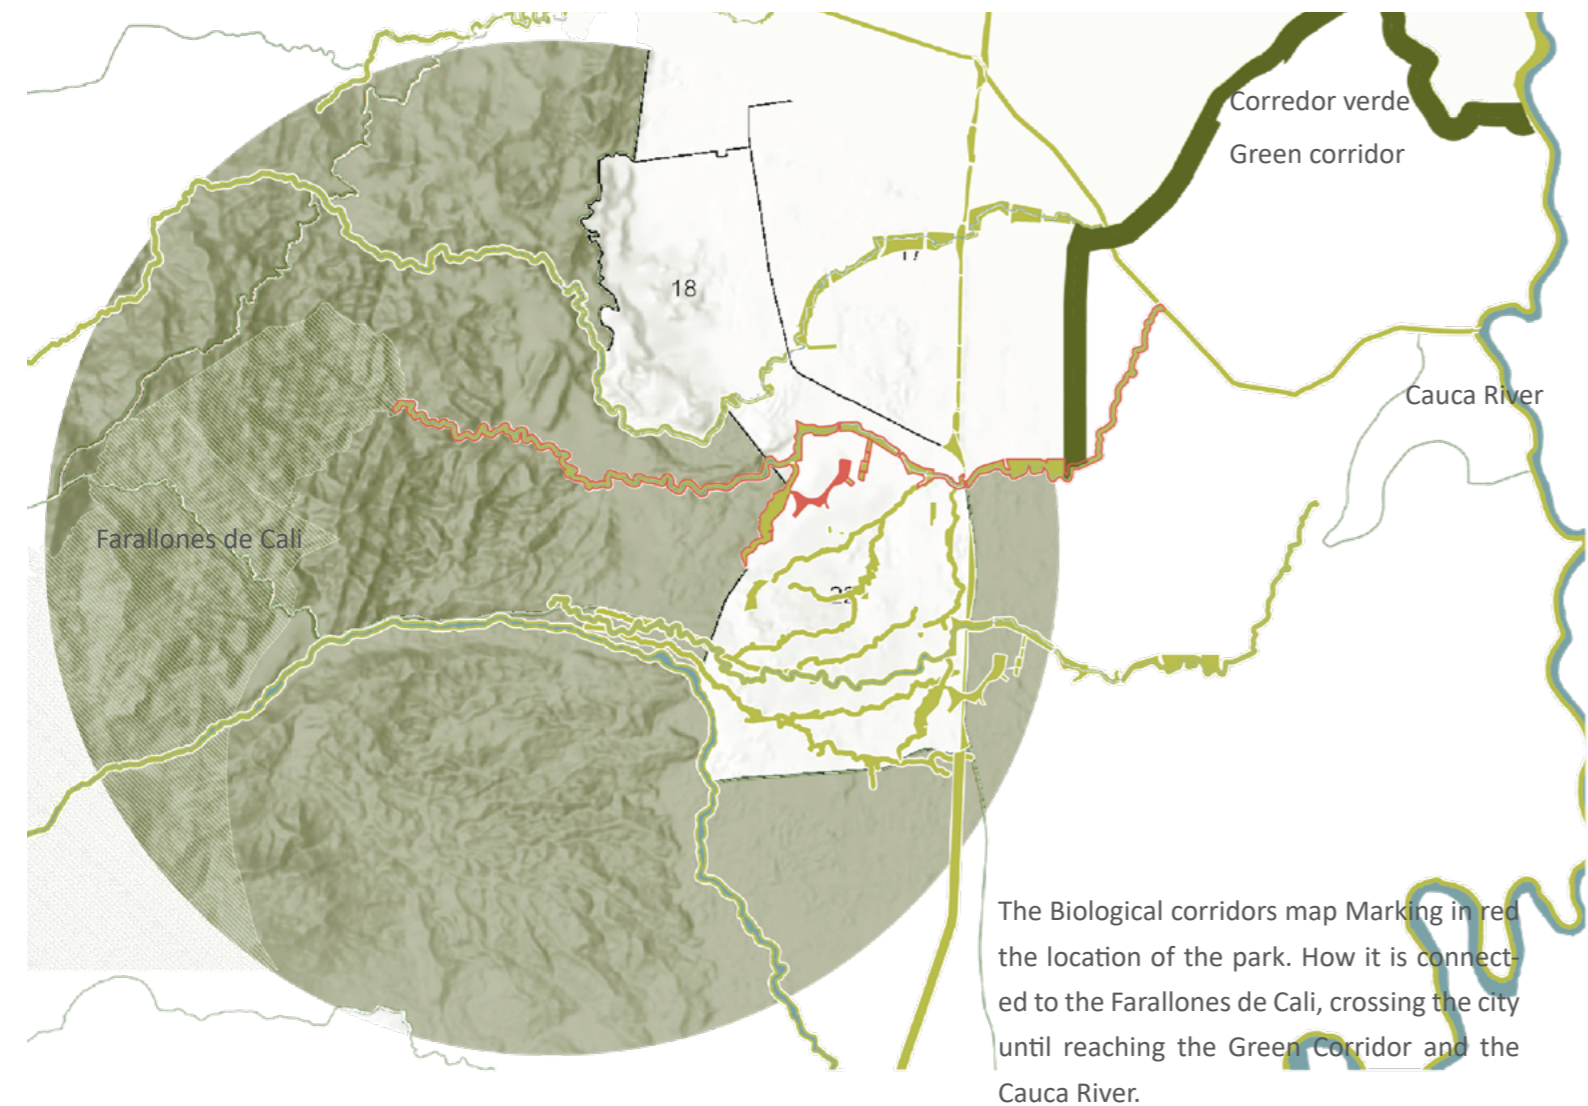 Corredor verde
Green corridor
18
Cauca River
Farallones de Cali
The Biological corridors map Marking in red
the location of the park. How it is connect-
ed to the Farallones de Cali, crossing the city
until reaching the Green Corridor and the
Cauca River.